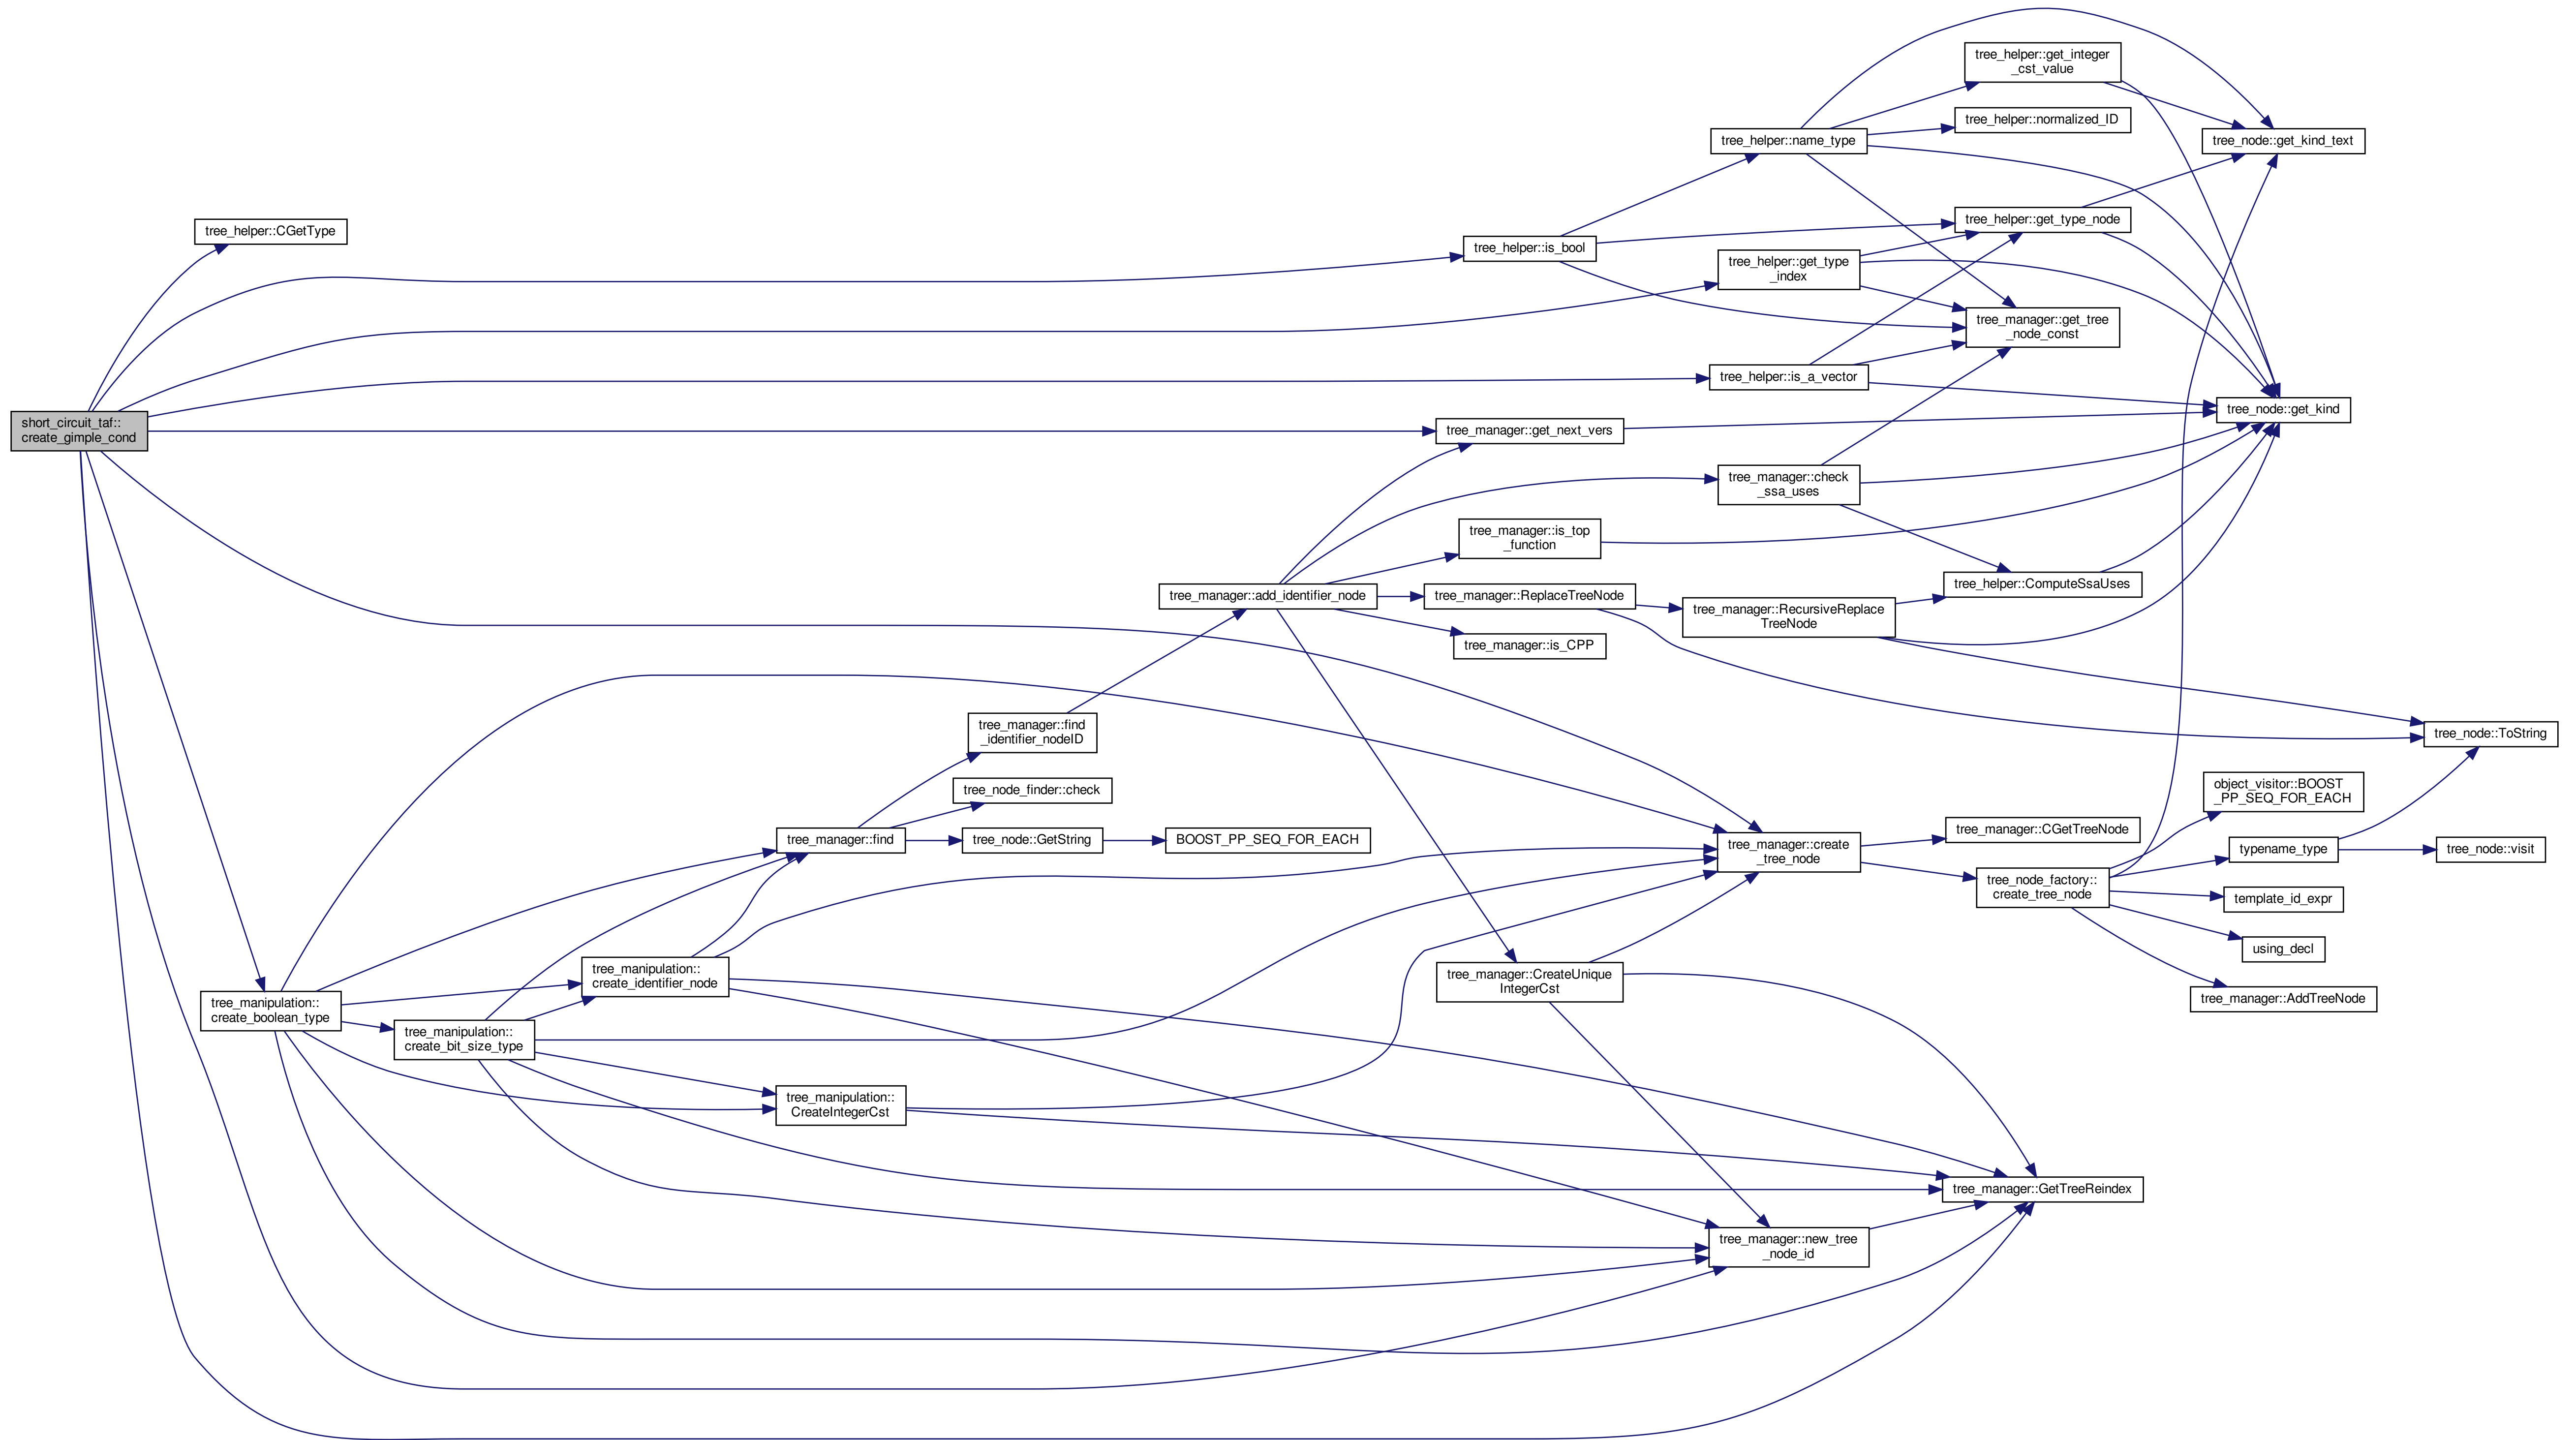 short_circuit_taf::
create_gimple_cond
tree_helper::CGetType
tree_manipulation::
create_boolean_type
tree_manipulation::
create_bit_size_type
tree_manipulation::
create_identifier_node
tree_manager::find
tree_manipulation::
CreateIntegerCst
tree_manager::find
_identifier_nodeID
tree_node_finder::check
tree_node::GetString
BOOST_PP_SEQ_FOR_EACH
tree_manager::add_identifier_node
tree_helper::is_bool
tree_manager::get_next_vers
tree_manager::is_top
_function
tree_manager::ReplaceTreeNode
tree_manager::is_CPP
tree_manager::CreateUnique
IntegerCst
tree_helper::name_type
tree_helper::get_type
_index
tree_helper::is_a_vector
tree_manager::check
_ssa_uses
tree_manager::RecursiveReplace
TreeNode
tree_manager::create
_tree_node
tree_manager::new_tree
_node_id
tree_helper::get_integer
_cst_value
tree_helper::normalized_ID
tree_helper::get_type_node
tree_manager::get_tree
_node_const
tree_helper::ComputeSsaUses
tree_manager::CGetTreeNode
tree_node_factory::
create_tree_node
tree_manager::GetTreeReindex
tree_node::get_kind_text
tree_node::get_kind
object_visitor::BOOST
_PP_SEQ_FOR_EACH
typename_type
template_id_expr
using_decl
tree_manager::AddTreeNode
tree_node::ToString
tree_node::visit